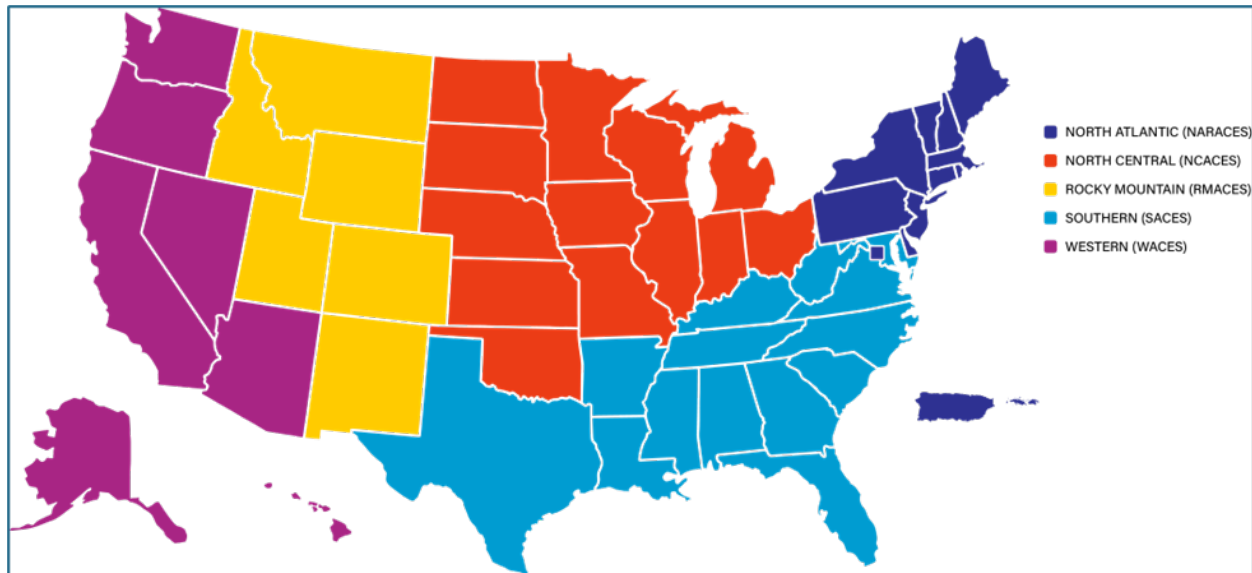 NORTH ATLANTIC (NARACES)
NORTH CENTRAL (NCACES)
ROCKY MOUNTAIN (RMACES)
SOUTHERN (SACES)
WESTERN (WACES)